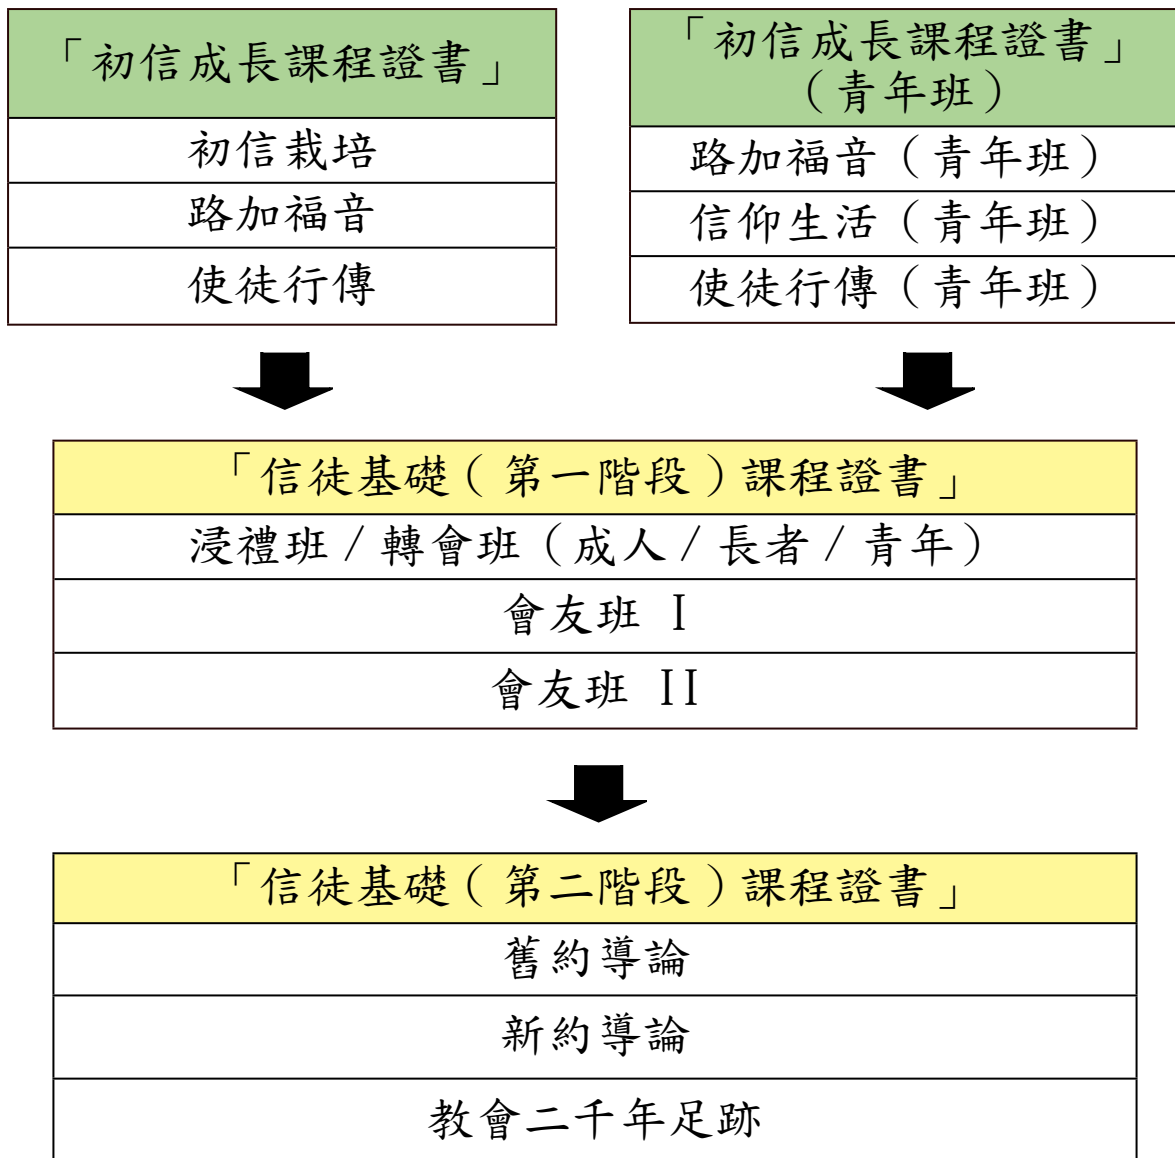 「初信成長課程證書」
初信栽培
路加福音
使徒行傳
「初信成長課程證書」
（青年班）
路加福音（青年班）
信仰生活（青年班）
使徒行傳（青年班）
「信徒基礎（第一階段）課程證書」
浸禮班／轉會班（成人／長者／青年）
會友班 I
會友班 II
「信徒基礎（第二階段）課程證書」
舊約導論
新約導論
教會二千年足跡